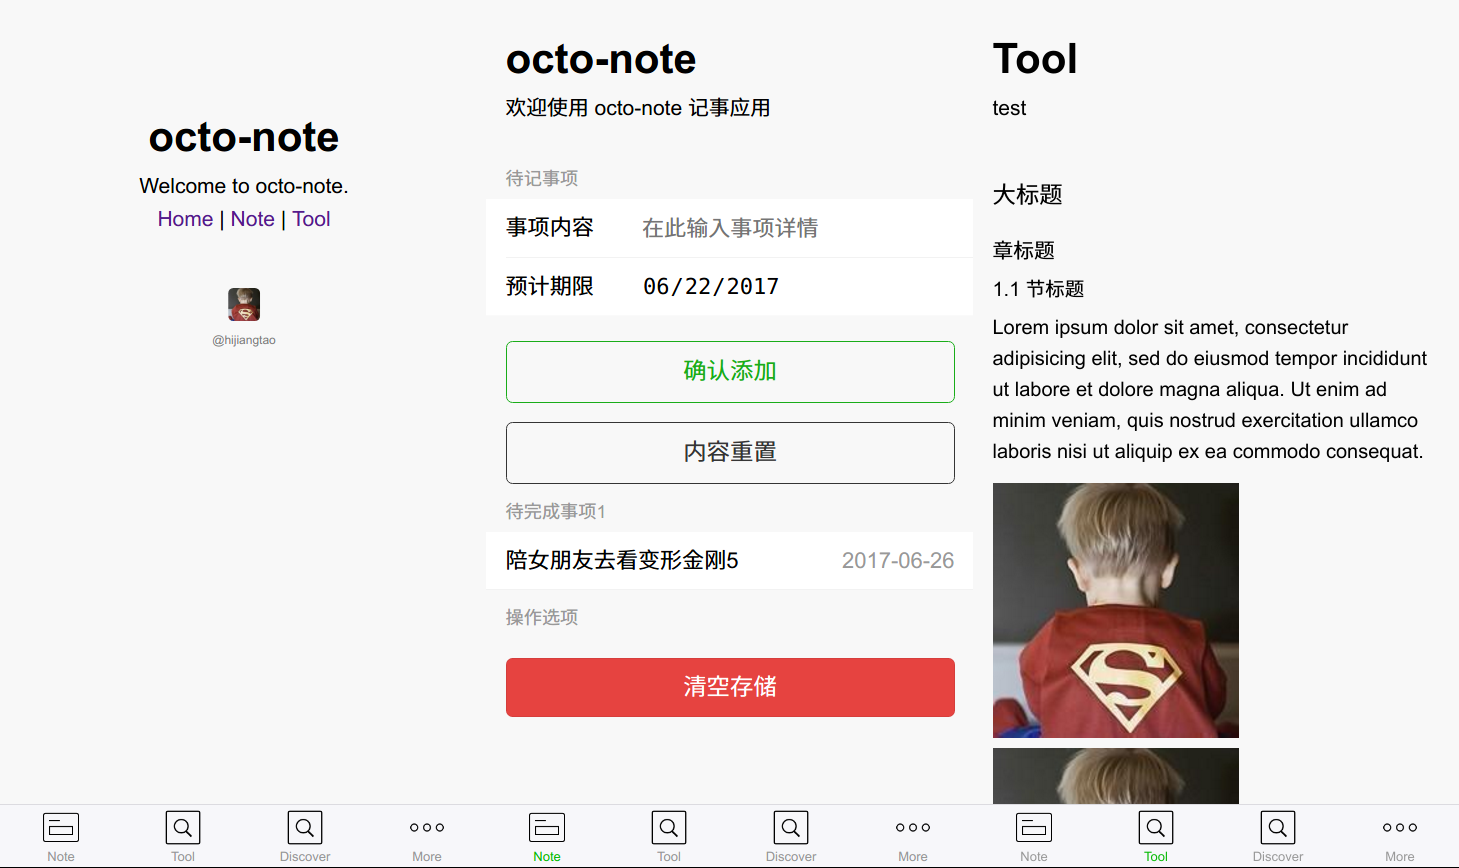 octo-note
Welcome to octo-note.
Home | Note | Tool
@hijiangtao
Note Tool Discover More
octo-note
欢迎使用 octo-note 记事应用
待记事项
事项内容 在此输入事项详情
预计期限 06/22/2017
确认添加
内容重置
待完成事项1
陪女朋友去看变形金刚5 2017-06-26
操作选项
清空存储
Note Tool Discover More
Tool
test
大标题
章标题
1.1 节标题
Lorem ipsum dolor sit amet, consectetur
adipisicing elit, sed do eiusmod tempor incididunt
ut labore et dolore magna aliqua. Ut enim ad
minim veniam, quis nostrud exercitation ullamco
laboris nisi ut aliquip ex ea commodo consequat.
S
Note Tool Discover More